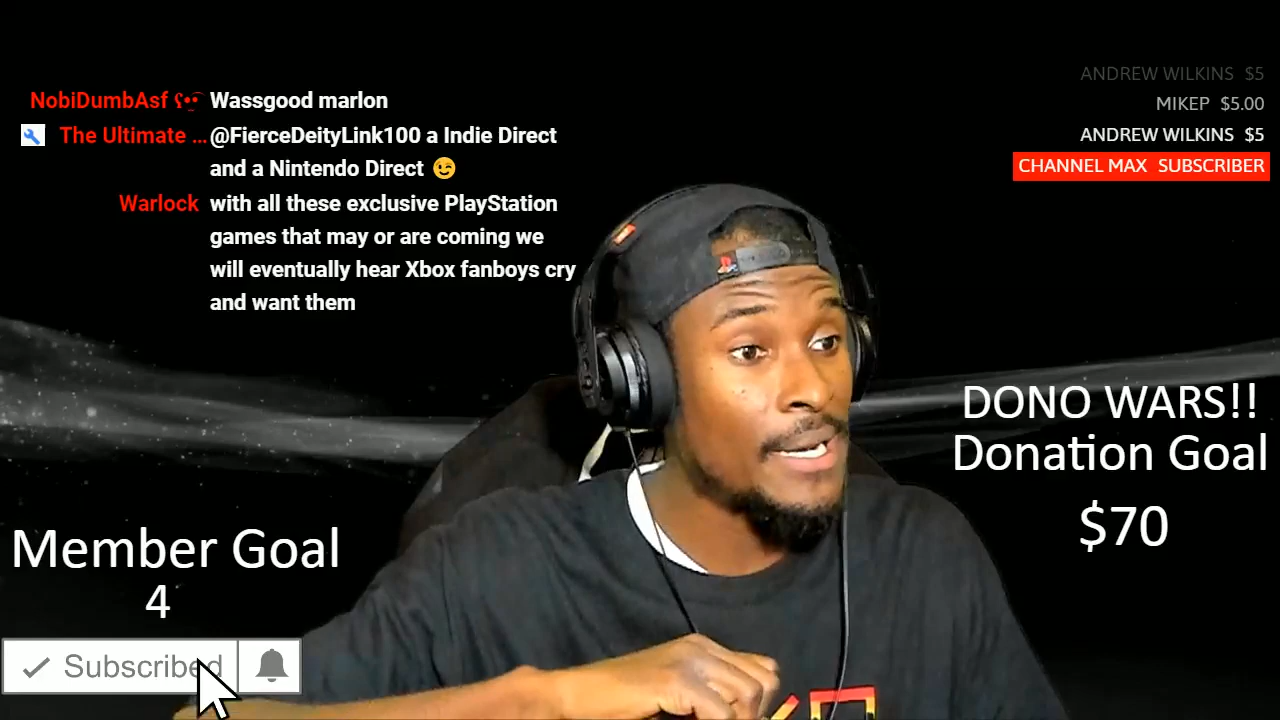 NobiDumbAsf ʕ•͜•
Wassgood marlon
The Ultimate ...
@FierceDeityLink100 a Indie Direct
and a Nintendo Direct 😉
Warlock
with all these exclusive PlayStation
games that may or are coming we
will eventually hear Xbox fanboys cry
and want them
ANDREW WILKINS $5
MIKEP $5.00
ANDREW WILKINS $5
CHANNEL MAX SUBSCRIBER
DONO WARS!!
Donation Goal
$70
Member Goal
4
Subscribed